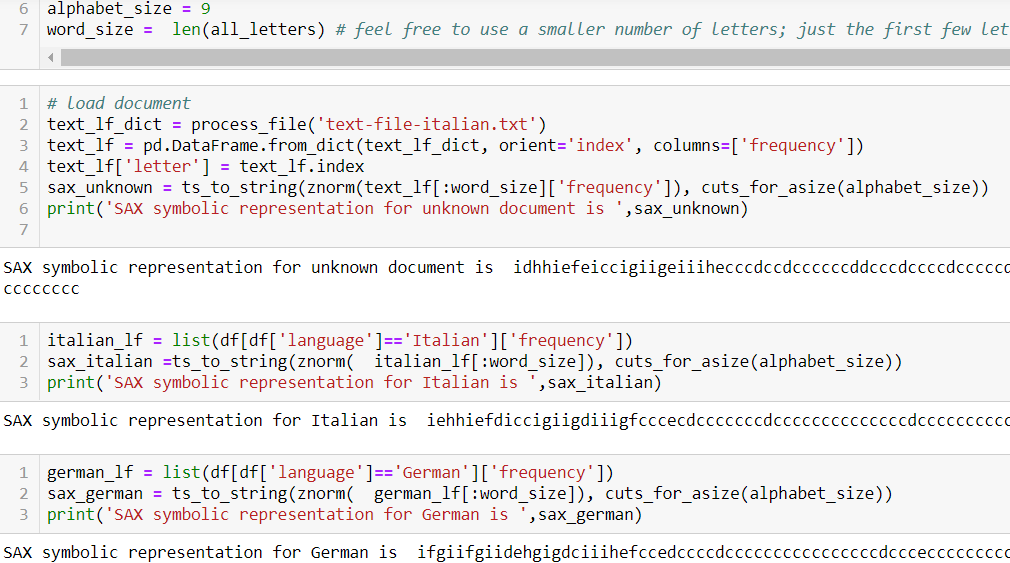 6 alphabet_size = 9
7 word_size =  len(all_letters) # feel free to use a smaller number of letters; just the first few let
1 # load document
2 text_lf_dict = process_file('text-file-italian.txt')
3 text_lf = pd.DataFrame.from_dict(text_lf_dict, orient='index', columns=['frequency'])
4 text_lf['letter'] = text_lf.index
5 sax_unknown = ts_to_string(znorm(text_lf[:word_size]['frequency']), cuts_for_asize(alphabet_size))
6 print('SAX symbolic representation for unknown document is ',sax_unknown)
7
SAX symbolic representation for unknown document is  idhhiefeiccigiigeiiihecccdccdccccccddcccdccccdcccccc
cccccccc
1 italian_lf = list(df[df['language']=='Italian']['frequency'])
2 sax_italian =ts_to_string(znorm(  italian_lf[:word_size]), cuts_for_asize(alphabet_size))
3 print('SAX symbolic representation for Italian is ',sax_italian)
SAX symbolic representation for Italian is  iehhiefdiccigiigdiiigfcccecdcccccccdccccccccccccccdcccccccccc
1 german_lf = list(df[df['language']=='German']['frequency'])
2 sax_german = ts_to_string(znorm(  german_lf[:word_size]), cuts_for_asize(alphabet_size))
3 print('SAX symbolic representation for German is ',sax_german)
SAX symbolic representation for German is  ifgiifgiidehgigdciiihefccedccccdccccccccccccccccdcccecccccccccc